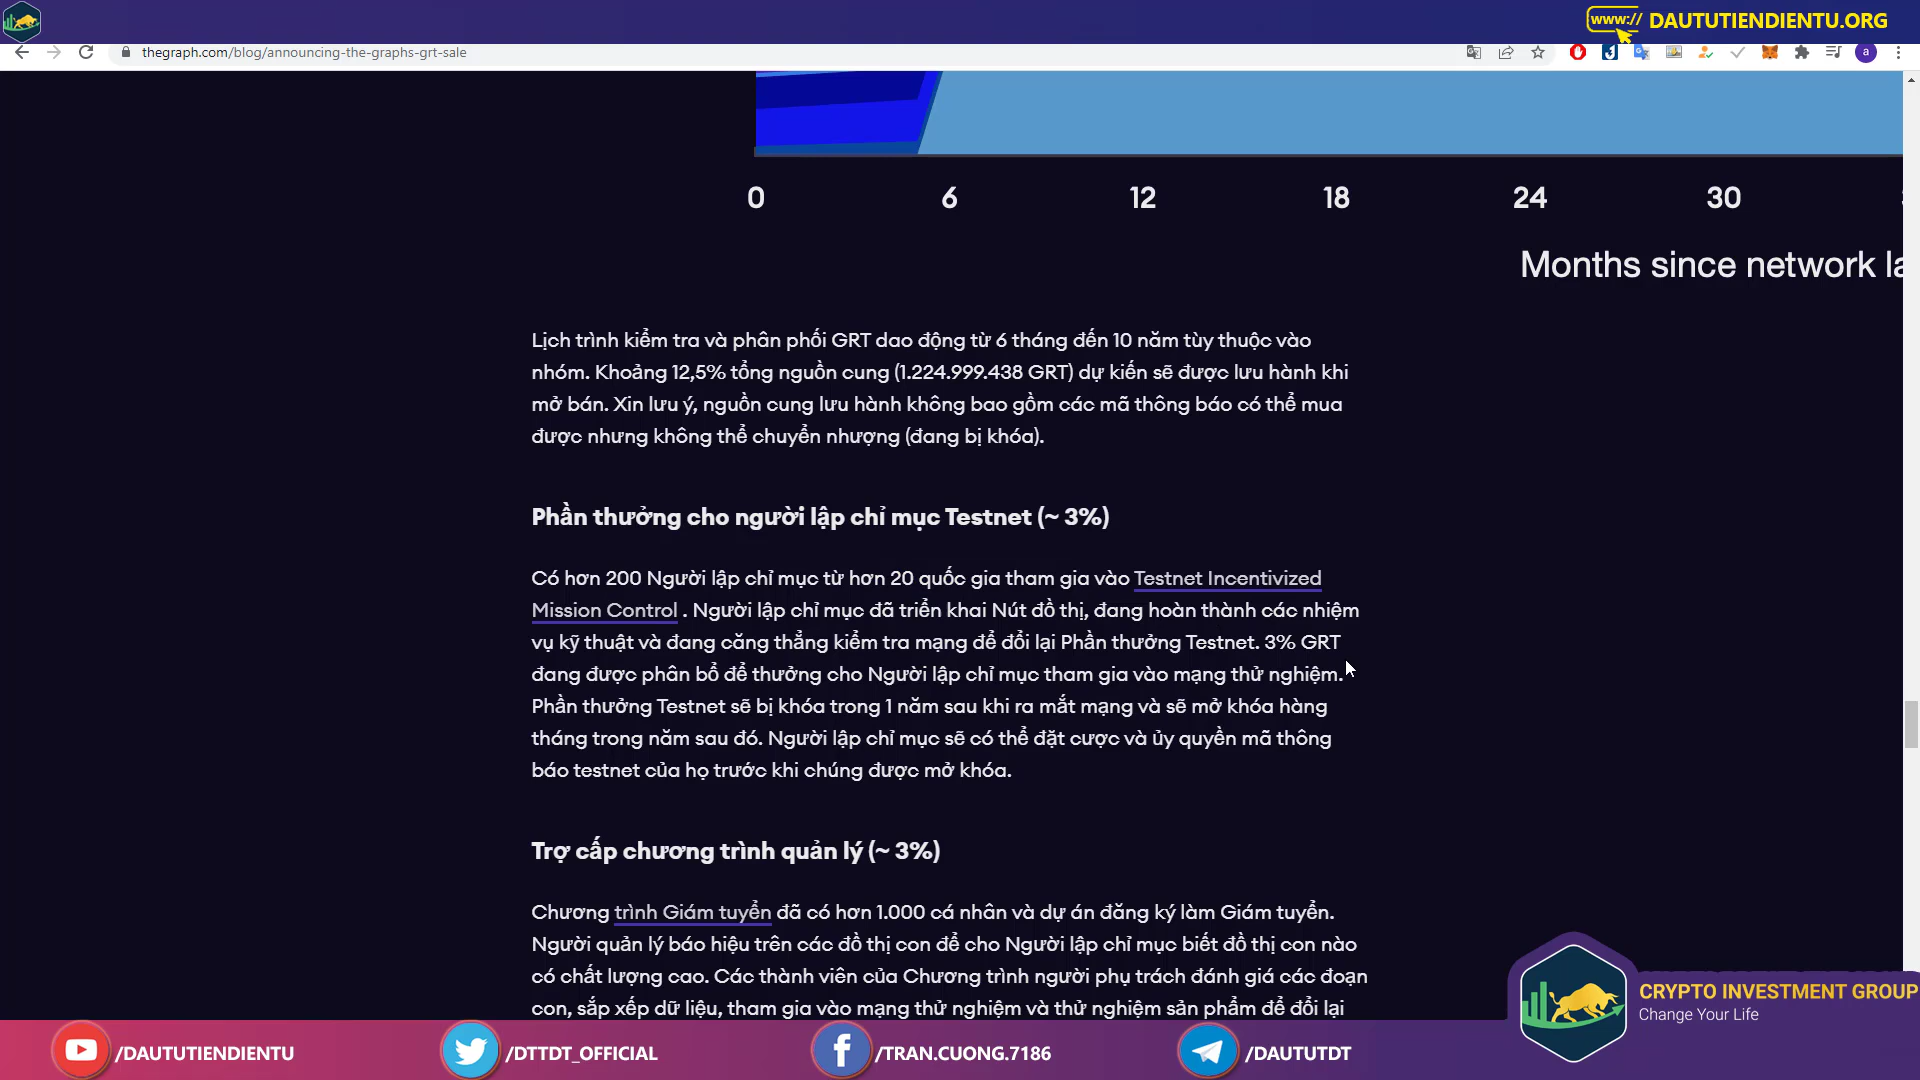 www:// DAUTUTIENDIENTU.ORG
thegraph.com/blog/announcing-the-graphs-grt-sale
a
0 6 12 18 24 30
Months since network la
Lịch trình kiểm tra và phân phối GRT dao động từ 6 tháng đến 10 năm tùy thuộc vào
nhóm. Khoảng 12,5% tổng nguồn cung (1.224.999.438 GRT) dự kiến sẽ được lưu hành khi
mở bán. Xin lưu ý, nguồn cung lưu hành không bao gồm các mã thông báo có thể mua
được nhưng không thể chuyển nhượng (đang bị khóa).
Phần thưởng cho người lập chỉ mục Testnet (~ 3%)
Có hơn 200 Người lập chỉ mục từ hơn 20 quốc gia tham gia vào Testnet Incentivized
Mission Control . Người lập chỉ mục đã triển khai Nút đồ thị, đang hoàn thành các nhiệm
vụ kỹ thuật và đang căng thẳng kiểm tra mạng để đổi lại Phần thưởng Testnet. 3% GRT
đang được phân bổ để thưởng cho Người lập chỉ mục tham gia vào mạng thử nghiệm.
Phần thưởng Testnet sẽ bị khóa trong 1 năm sau khi ra mắt mạng và sẽ mở khóa hàng
tháng trong năm sau đó. Người lập chỉ mục sẽ có thể đặt cược và ủy quyền mã thông
báo testnet của họ trước khi chúng được mở khóa.
Trợ cấp chương trình quản lý (~ 3%)
Chương trình Giám tuyển đã có hơn 1.000 cá nhân và dự án đăng ký làm Giám tuyển.
Người quản lý báo hiệu trên các đồ thị con để cho Người lập chỉ mục biết đồ thị con nào
có chất lượng cao. Các thành viên của Chương trình người phụ trách đánh giá các đoạn
con, sắp xếp dữ liệu, tham gia vào mạng thử nghiệm và thử nghiệm sản phẩm để đổi lại
CRYPTO INVESTMENT GROUP
Change Your Life
/DAUTUTIENDIENTU /DTTDT_OFFICIAL /TRAN.CUONG.7186 /DAUTUTDT